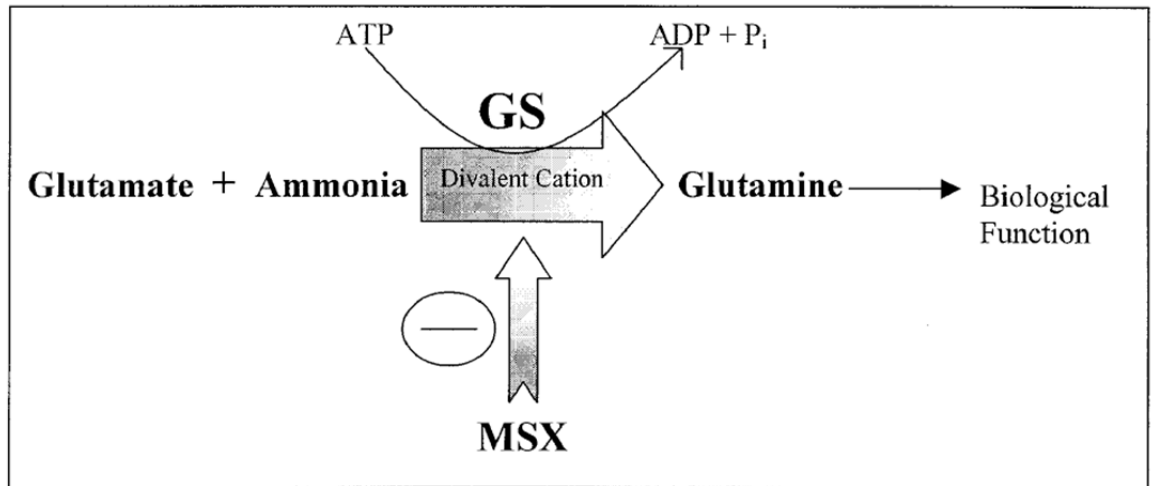 ATP
ADP + Pi
GS
Glutamate + Ammonia
Divalent Cation
Glutamine
Biological
Function
MSX